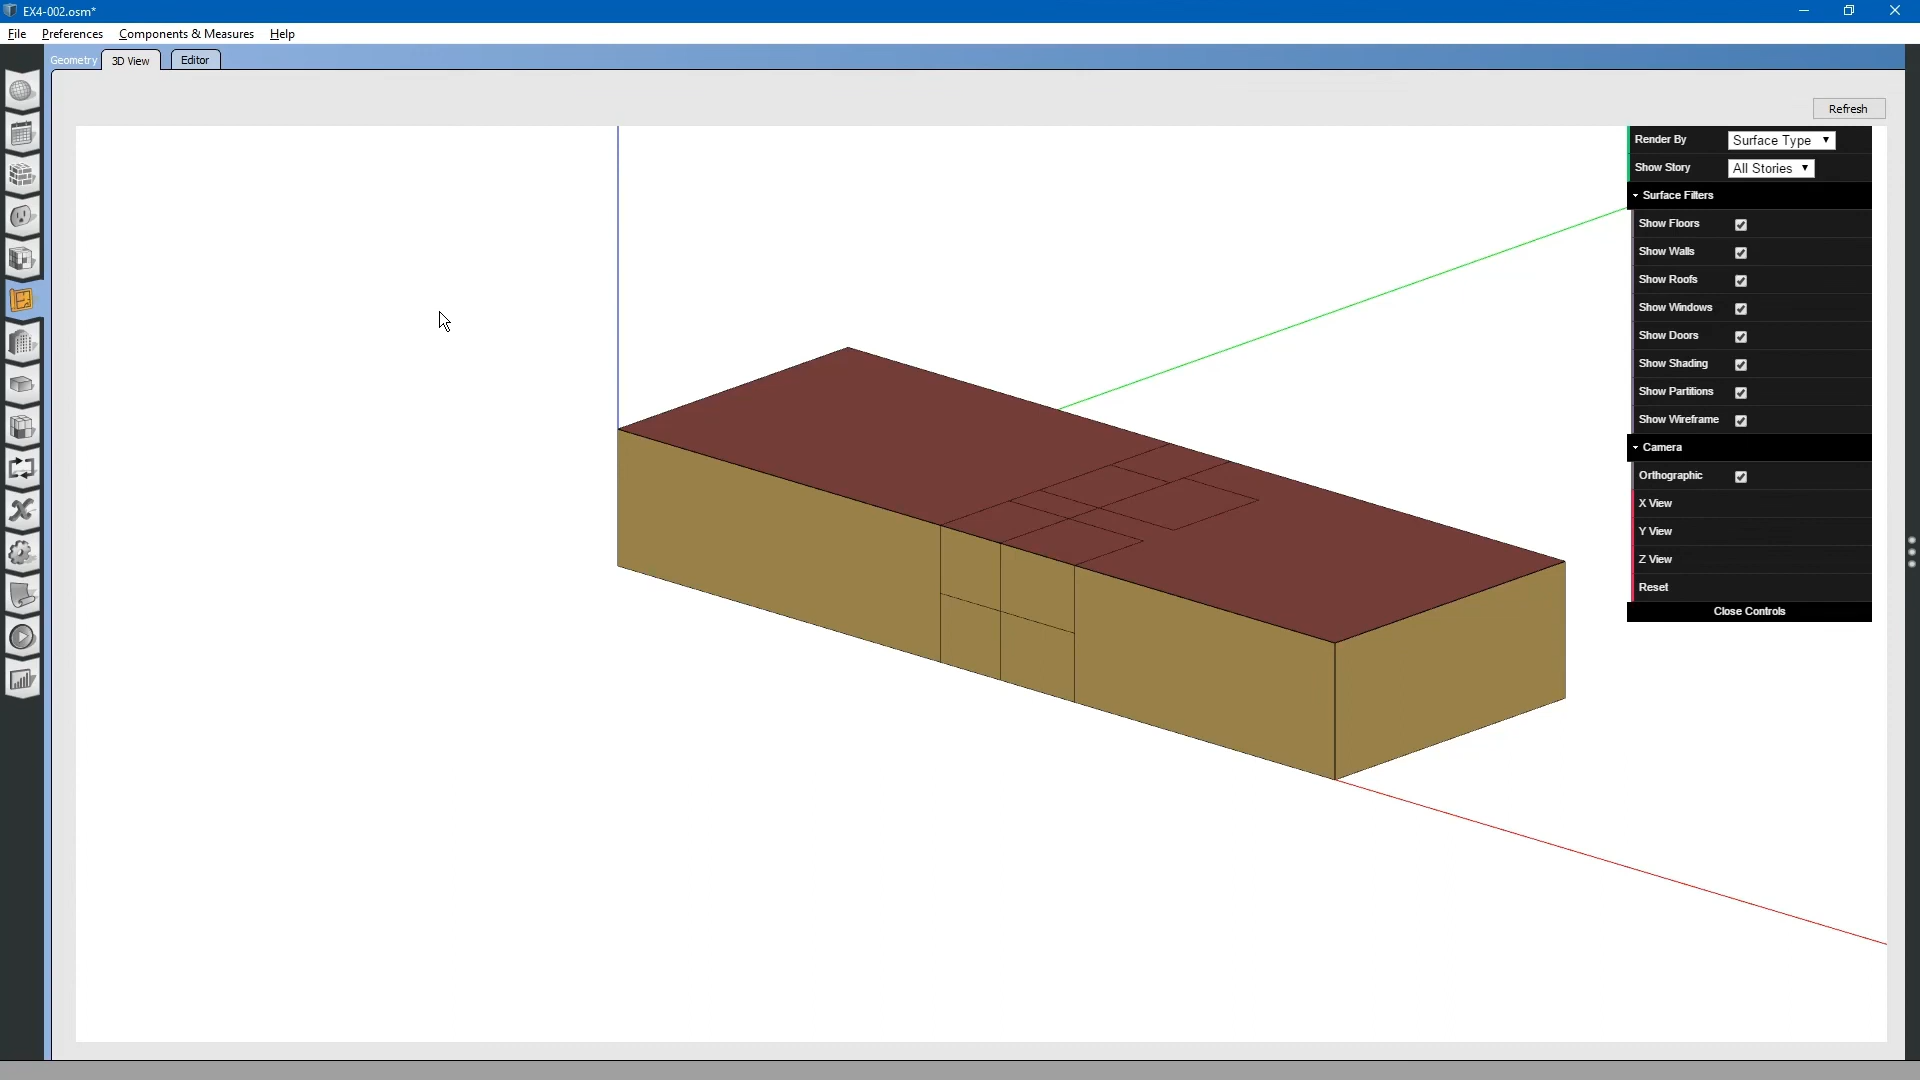 EX4-002.osm*
File Preferences Components & Measures Help
Geometry 3D View Editor
Refresh
Render By Surface Type
Show Story All Stories
Surface Filters
Show Floors
Show Walls
Show Roofs
Show Windows
Show Doors
Show Shading
Show Partitions
Show Wireframe
Camera
Orthographic
X View
Y View
Z View
Reset
Close Controls